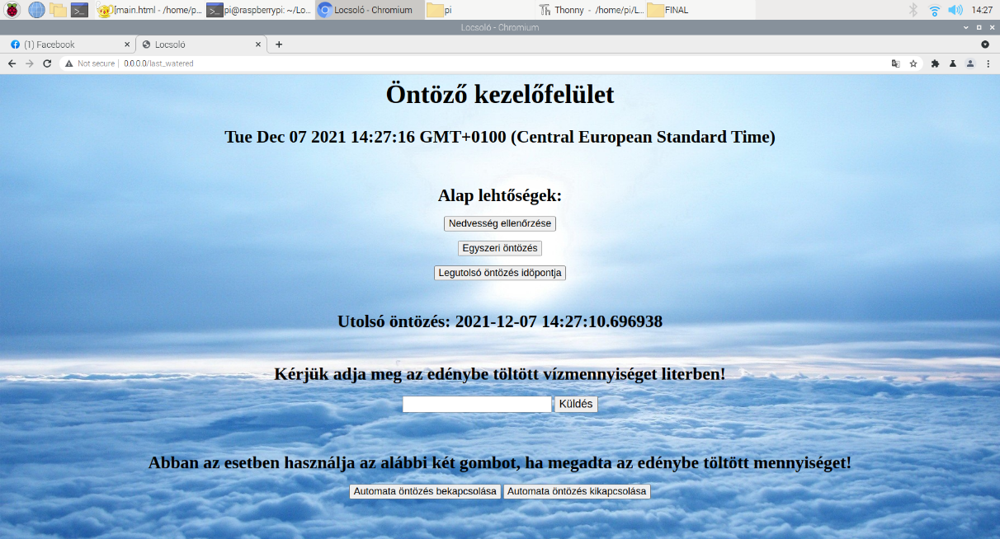 [main.html - /home/p...
pi@raspberrypi: ~/Lo...
Locsoló - Chromium
pi
Thonny - /home/pi/L...
FINAL
14:27
Locsoló - Chromium
(1) Facebook
Locsoló
Not secure | 0.0.0.0/last_watered
Öntöző kezelőfelület
Tue Dec 07 2021 14:27:16 GMT+0100 (Central European Standard Time)
Alap lehtőségek:
Nedvesség ellenőrzése
Egyszeri öntözés
Legutolsó öntözés idöpontja
Utolsó öntözés: 2021-12-07 14:27:10.696938
Kérjük adja meg az edénybe töltött vízmennyiséget literben!
Küldés
Abban az esetben használja az alábbi két gombot, ha megadta az edénybe töltött mennyiséget!
Automata öntözés bekapcsolása Automata öntözés kikapcsolása